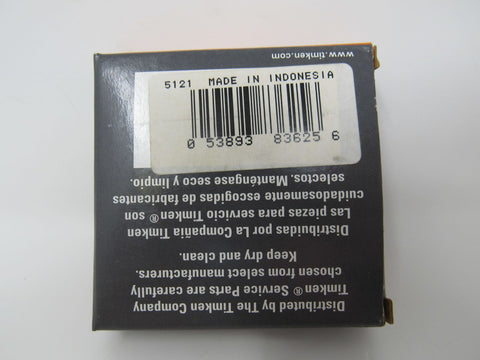 5121 MADE IN INDONESIA
0 53893 83625 6
Distributed by The Timken Company
Timken® Service Parts are carefully
chosen from select manufacturers.
Keep dry and clean.
Distribuidas por La Compañia Timken
Las piezas para servicio Timken® son
cuidadosamente escogidas de fabricantes
selectos. Manténgase seco y limpio.
www.timken.com